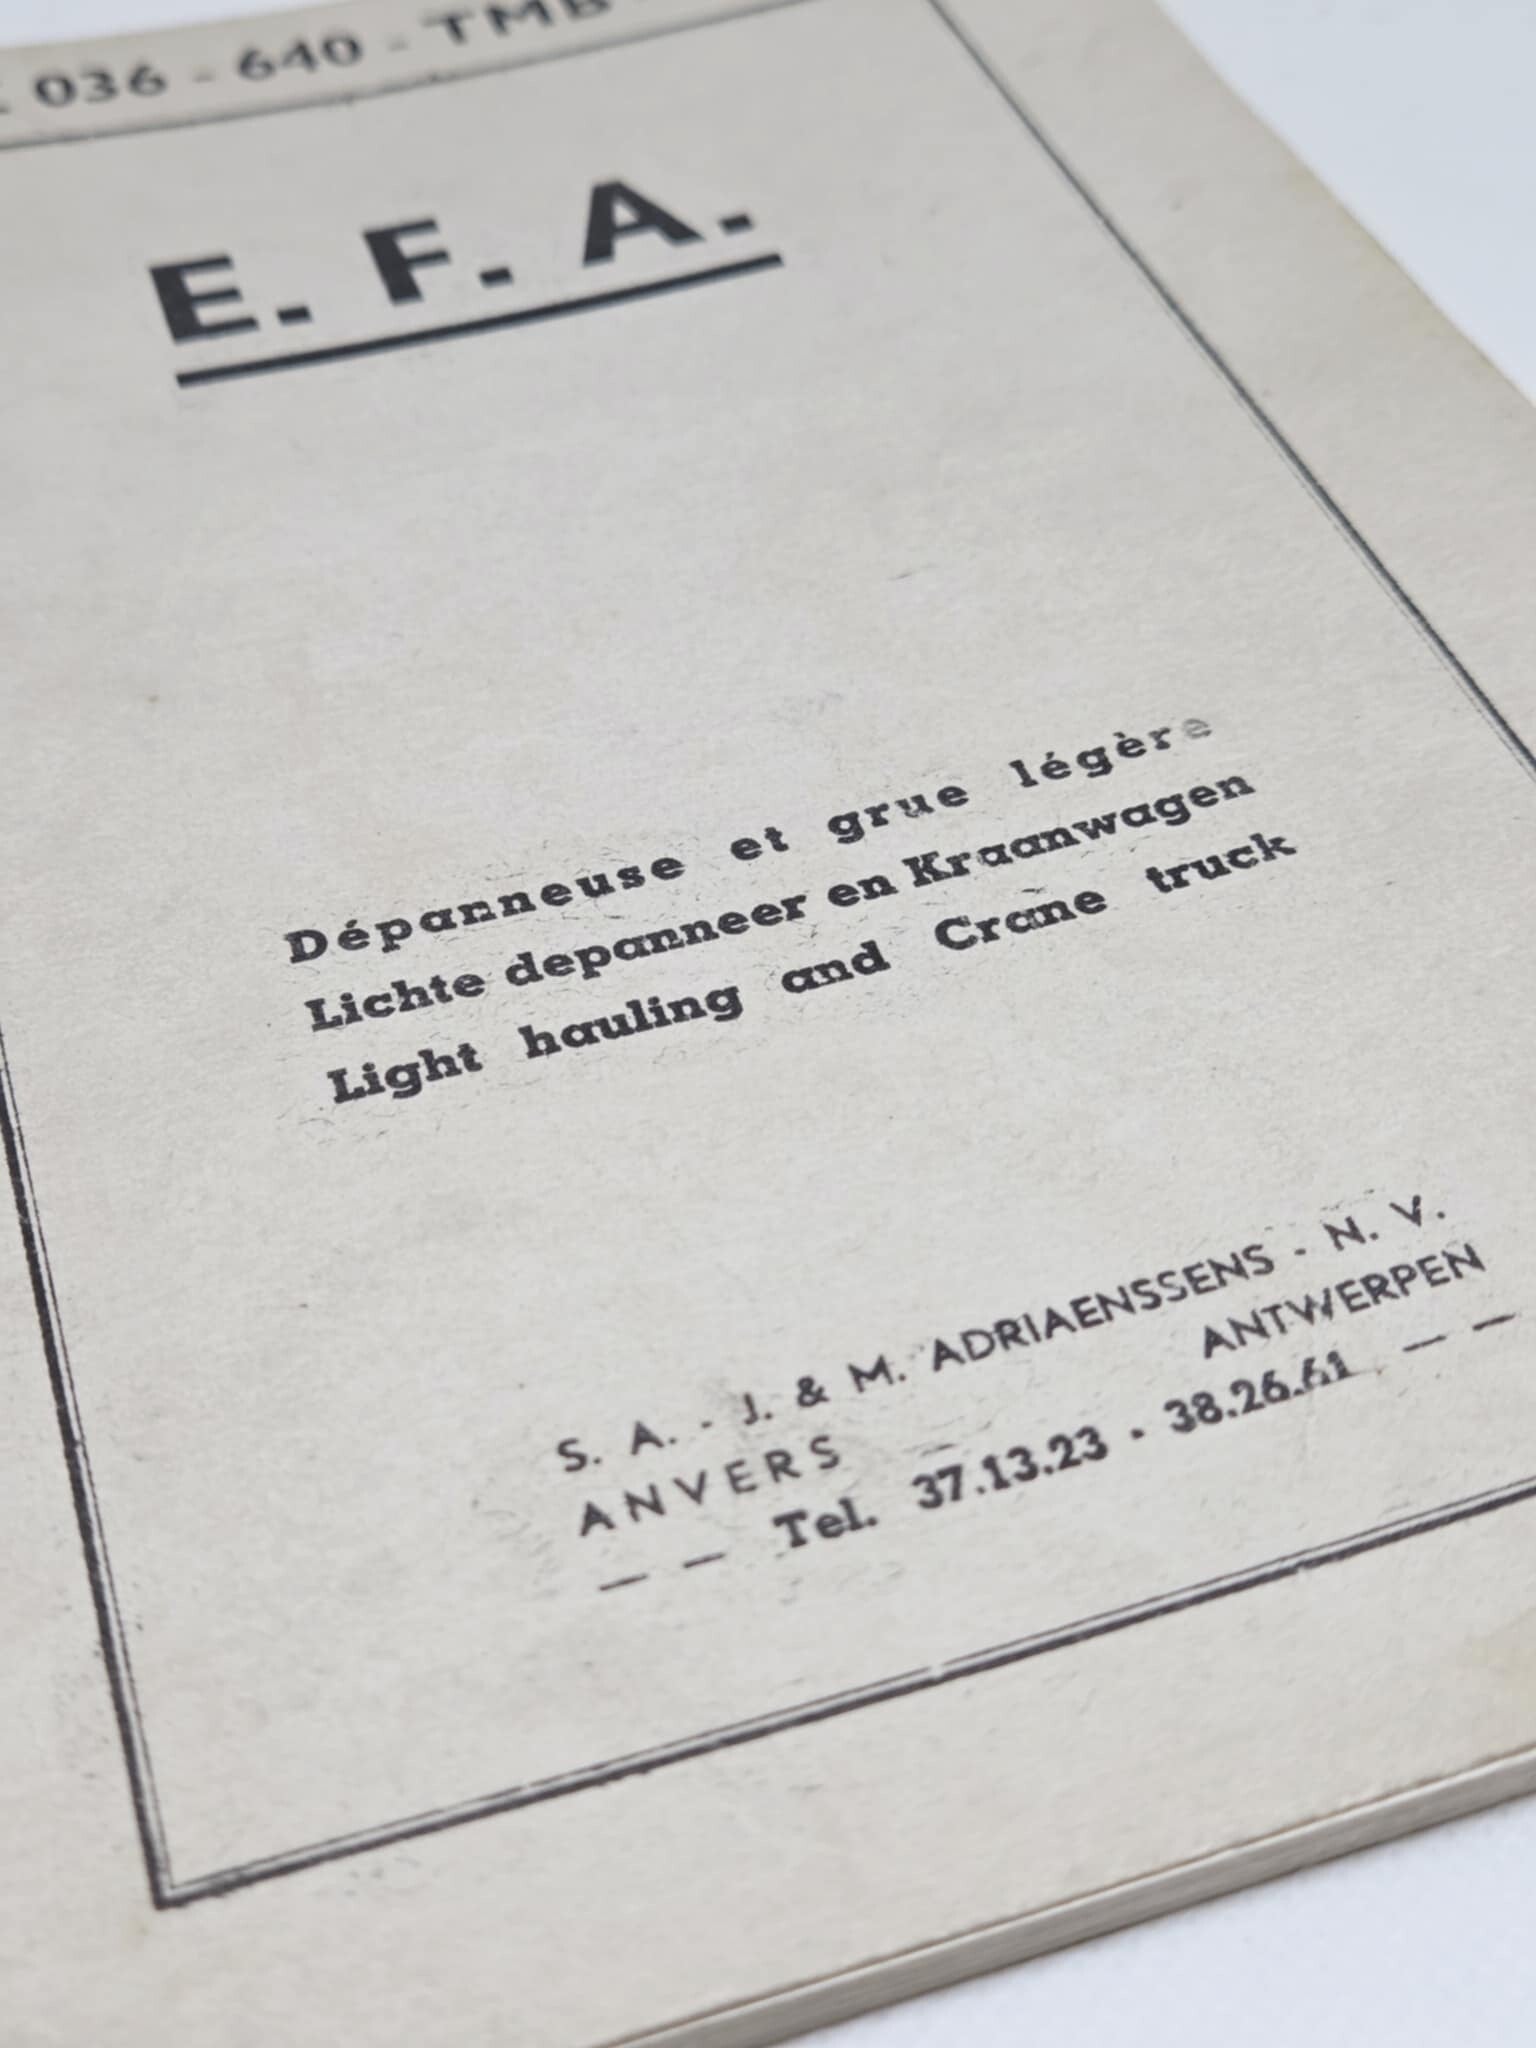 036 - 640 - TMB
E. F. A.
Dépanneuse et grue légère
Lichte depanneer en Kraanwagen
Light hauling and Crane truck
S. A. - J. & M. ADRIAENSSENS - N. V.
ANVERS ANTWERPEN
— — Tel. 37.13.23 - 38.26.61 — —